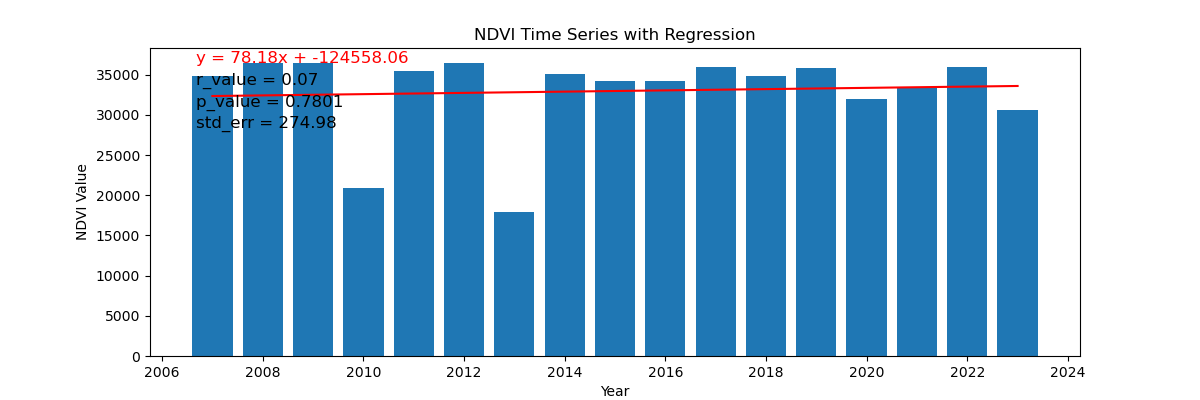 NDVI Time Series with Regression
y = 78.18x + -124558.06
r_value = 0.07
p_value = 0.7801
std_err = 274.98
35000
30000
25000
20000
15000
10000
5000
0
NDVI Value
2006 2008 2010 2012 2014 2016 2018 2020 2022 2024
Year